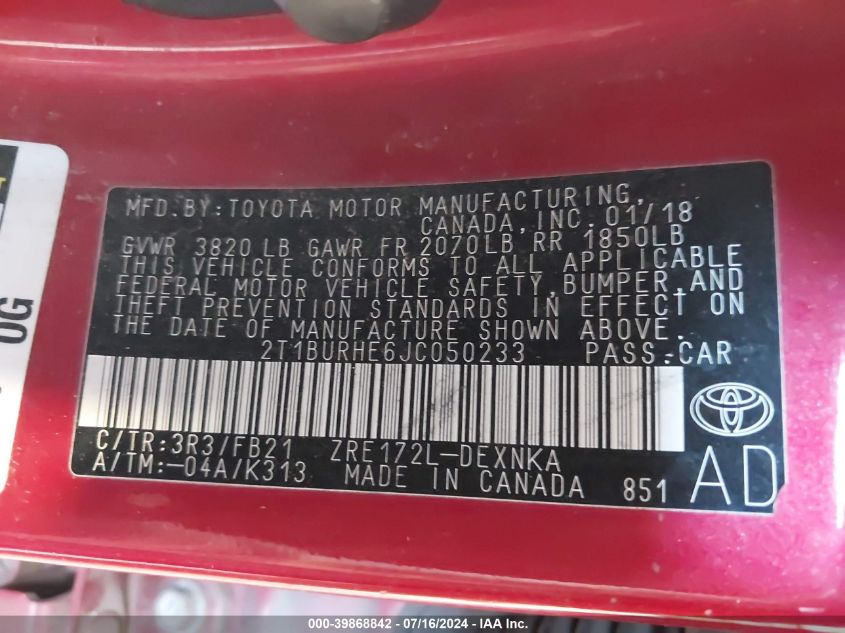 MFD.BY:TOYOTA MOTOR MANUFACTURING,
CANADA,INC.01/18
GVWR 3820LB GAWR FR 2070LB RR 1850LB
THIS VEHICLE CONFORMS TO ALL APPLICABLE
FEDERAL MOTOR VEHICLE SAFETY,BUMPER,AND
THEFT PREVENTION STANDARDS IN EFFECT ON
THE DATE OF MANUFACTURE SHOWN ABOVE.
2T1BURHE6JC050233 PASS.CAR
C/TR:3R3/FB21 ZRE172L-DEXNKA
A/TM:-04A/K313 MADE IN CANADA 851
AD
OG
000-39868842 / 07/16/2024 - IAA Inc.